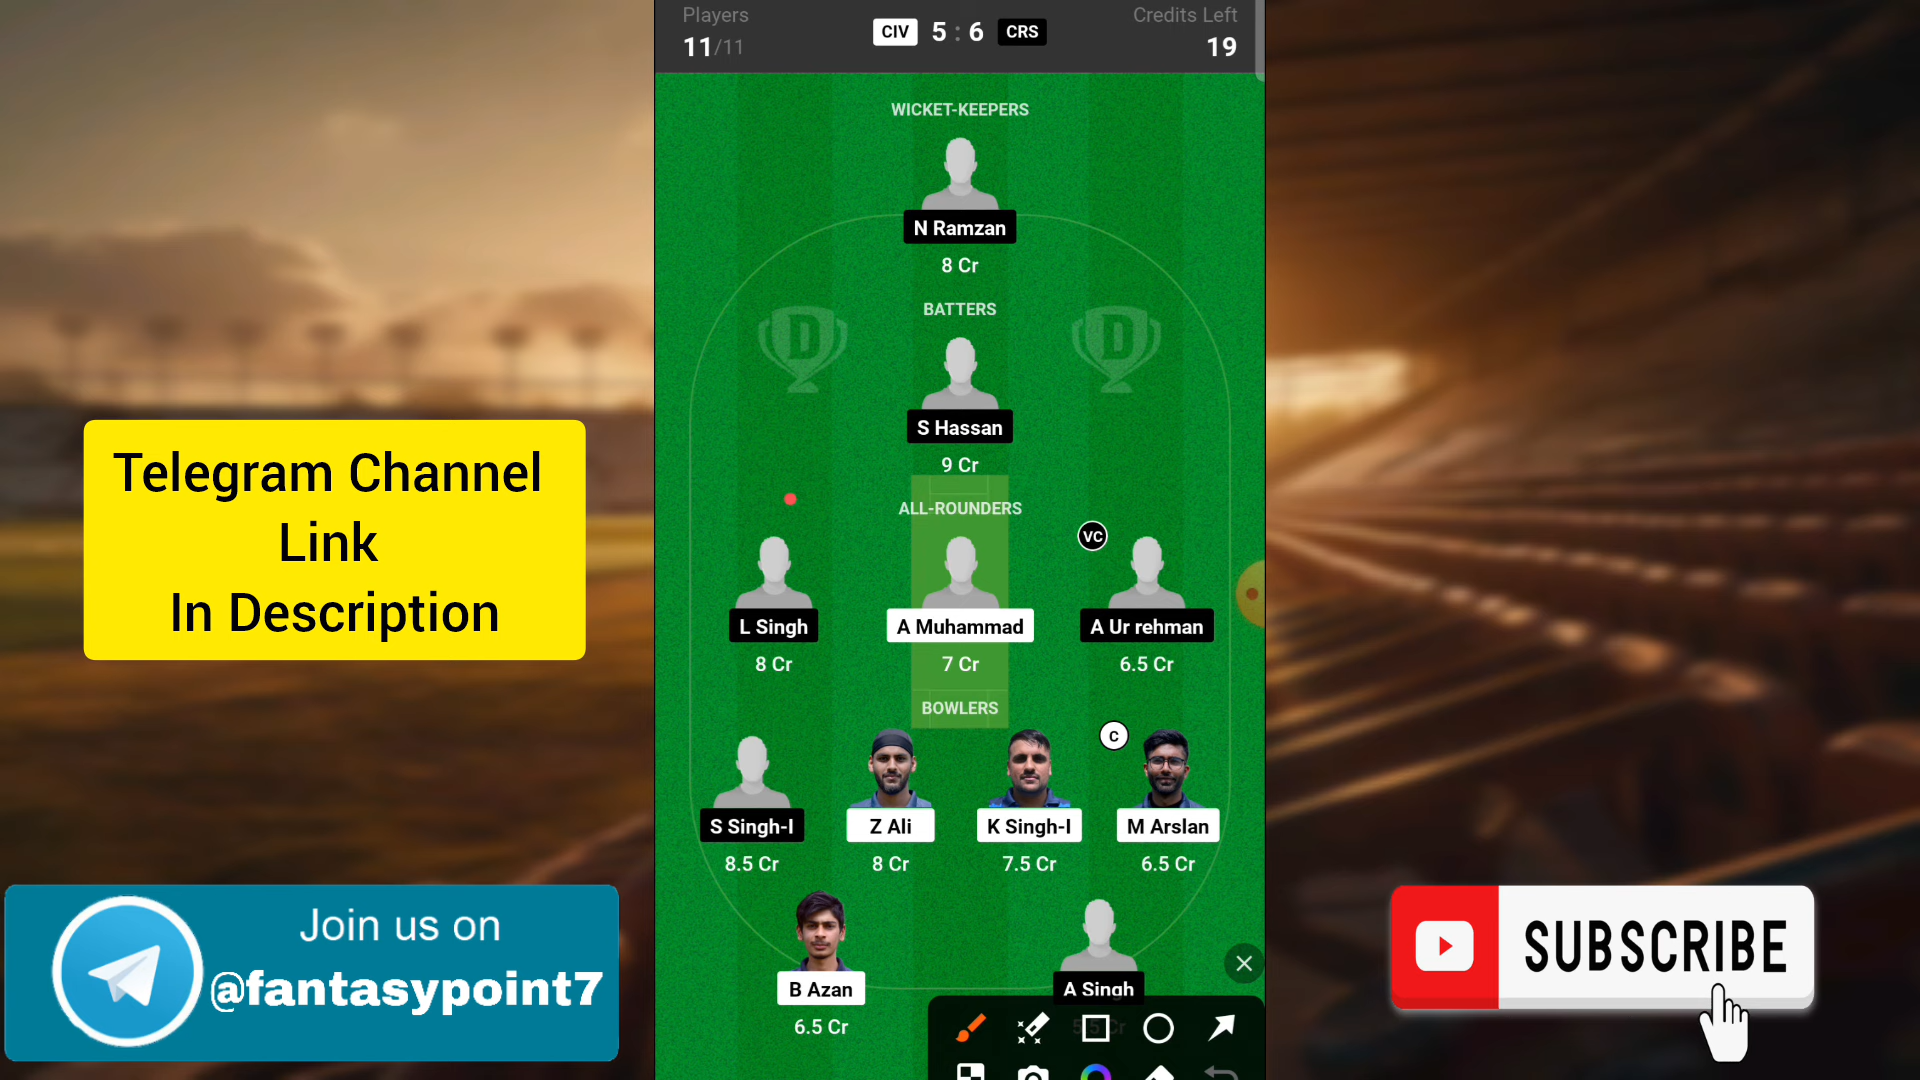 Players
11/11
CIV 5 : 6 CRS
Credits Left
19
WICKET-KEEPERS
N Ramzan
8 Cr
BATTERS
D
D
S Hassan
9 Cr
ALL-ROUNDERS
VC
L Singh
A Muhammad
A Ur rehman
8 Cr
7 Cr
6.5 Cr
BOWLERS
C
S Singh-I
Z Ali
K Singh-I
M Arslan
8.5 Cr
8 Cr
7.5 Cr
6.5 Cr
B Azan
A Singh
6.5 Cr
5.5 Cr
Telegram Channel
Link
In Description
Join us on
@fantasypoint7
SUBSCRIBE